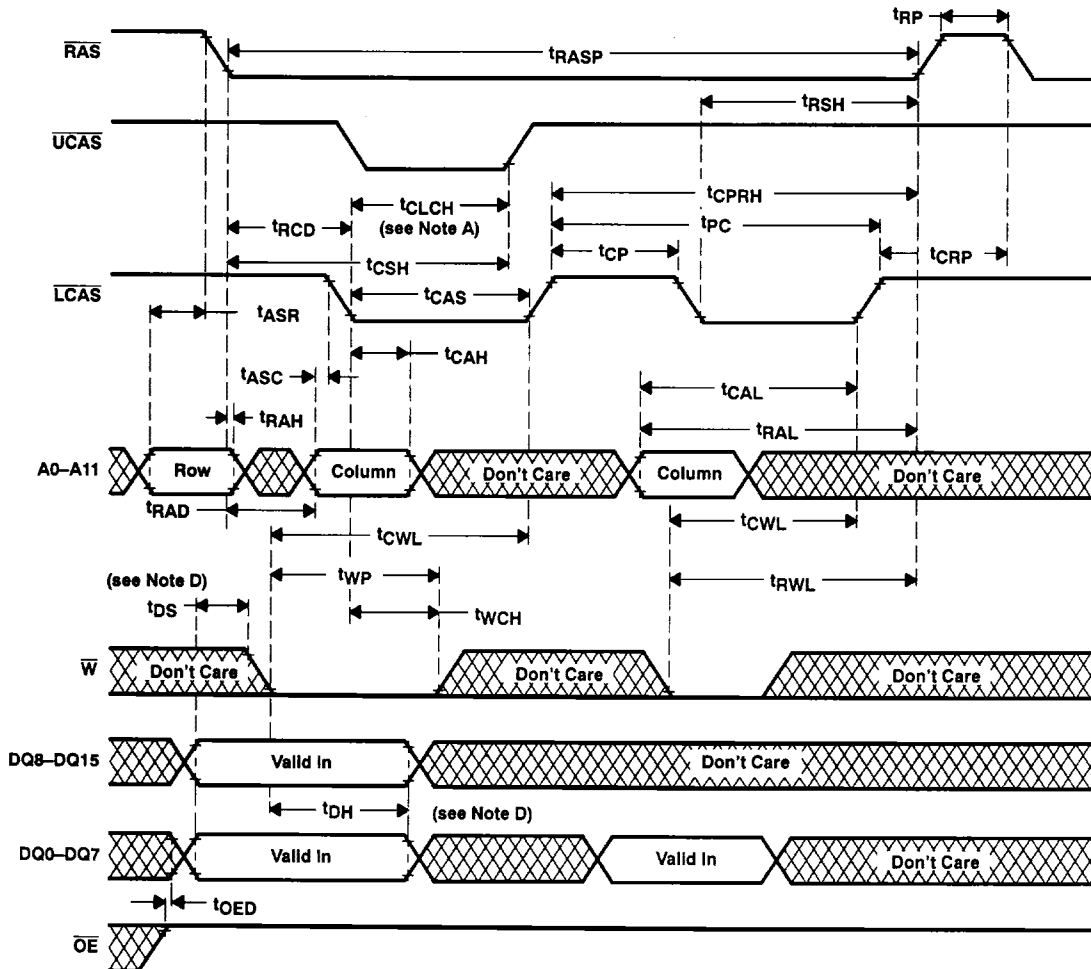 tRP
RAS
tRASP
tRSH
UCAS
tCPRH
tCLCH
(see Note A)
tRCD
tPC
tCSH
tCP
tCRP
LCAS
tCAS
tASR
tCAH
tASC
tCAL
tRAH
tRAL
A0–A11
Row
Column
Don't Care
Column
Don't Care
tRAD
tCWL
tCWL
(see Note D)
tWP
tRWL
tDS
tWCH
W
Don't Care
Don't Care
Don't Care
DQ8–DQ15
Valid In
Don't Care
tDH
(see Note D)
DQ0–DQ7
Valid In
Valid In
Don't Care
tOED
OE